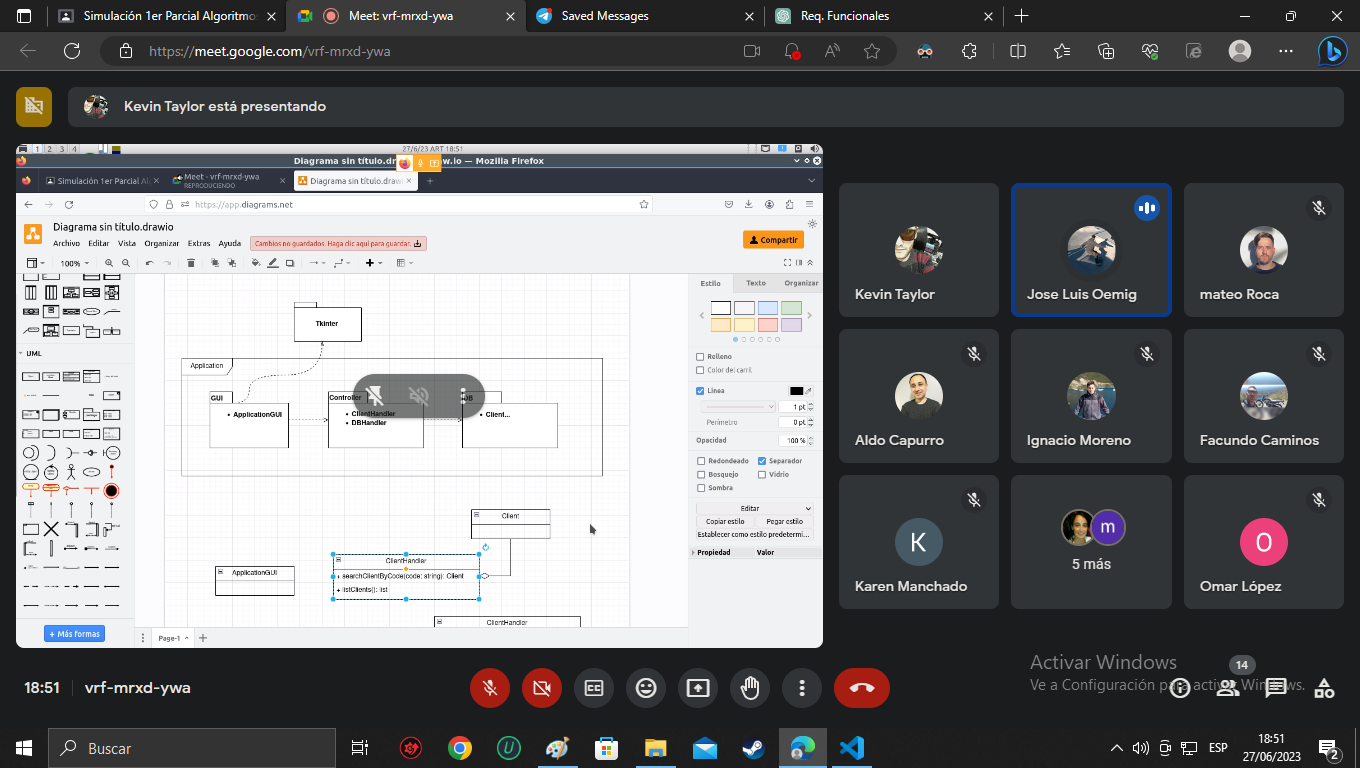 Simulación 1er Parcial Algoritmo
Meet: vrf-mrxd-ywa
Saved Messages
Req. Funcionales
https://meet.google.com/vrf-mrxd-ywa
Kevin Taylor está presentando
1 2 3 4
27/6/23 ART 18:51
Diagrama sin título.dr
w.io — Mozilla Firefox
Simulación 1er Parcial Al
Meet - vrf-mrxd-ywa
REPRODUCIENDO
Diagrama sin título.draw
https://app.diagrams.net
Diagrama sin título.drawio
Archivo Editar Vista Organizar Extras Ayuda
Cambios no guardados. Haga clic aquí para guardar.
Compartir
100%
UML
Tkinter
Application
GUI
• ApplicationGUI
Controller
• ClientHandler
• DBHandler
DB
• Client...
Client
ClientHandler
+ searchClientByCode(code: string): Client
+ listClients(): list
ApplicationGUI
ClientHandler
Estilo Texto Organizar
Relleno
Color del carril
Línea
1 pt
Perímetro
0 pt
Opacidad
100 %
Redondeado
Separador
Bosquejo
Vidrio
Sombra
Editar
Copiar estilo
Pegar estilo
Establecer como estilo predetermi...
Propiedad Valor
+ Más formas
Page-1
Kevin Taylor
Jose Luis Oemig
mateo Roca
Aldo Capurro
Ignacio Moreno
Facundo Caminos
K
Karen Manchado
m
5 más
O
Omar López
18:51
vrf-mrxd-ywa
Activar Windows
Ve a Configuración para activar Windows.
14
Buscar
ESP
18:51
27/06/2023
2